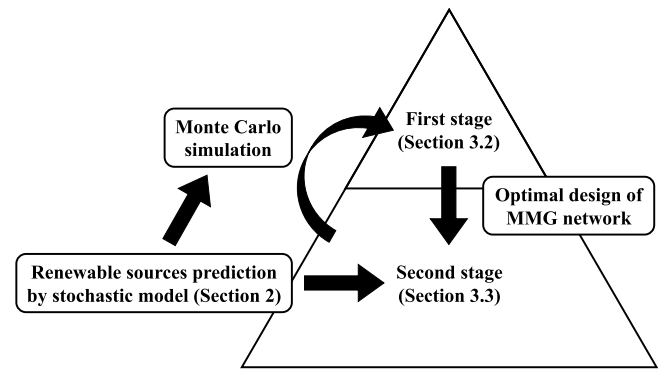 First stage
(Section 3.2)
Monte Carlo
simulation
Optimal design of
MMG network
Renewable sources prediction
by stochastic model (Section 2)
Second stage
(Section 3.3)